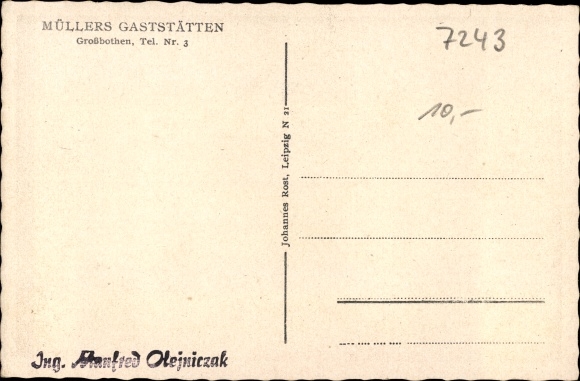 MÜLLERS GASTSTÄTTEN
Großbothen, Tel. Nr. 3
7243
10,-
Johannes Rost, Leipzig N 21
Ing. Manfred Olejniczak